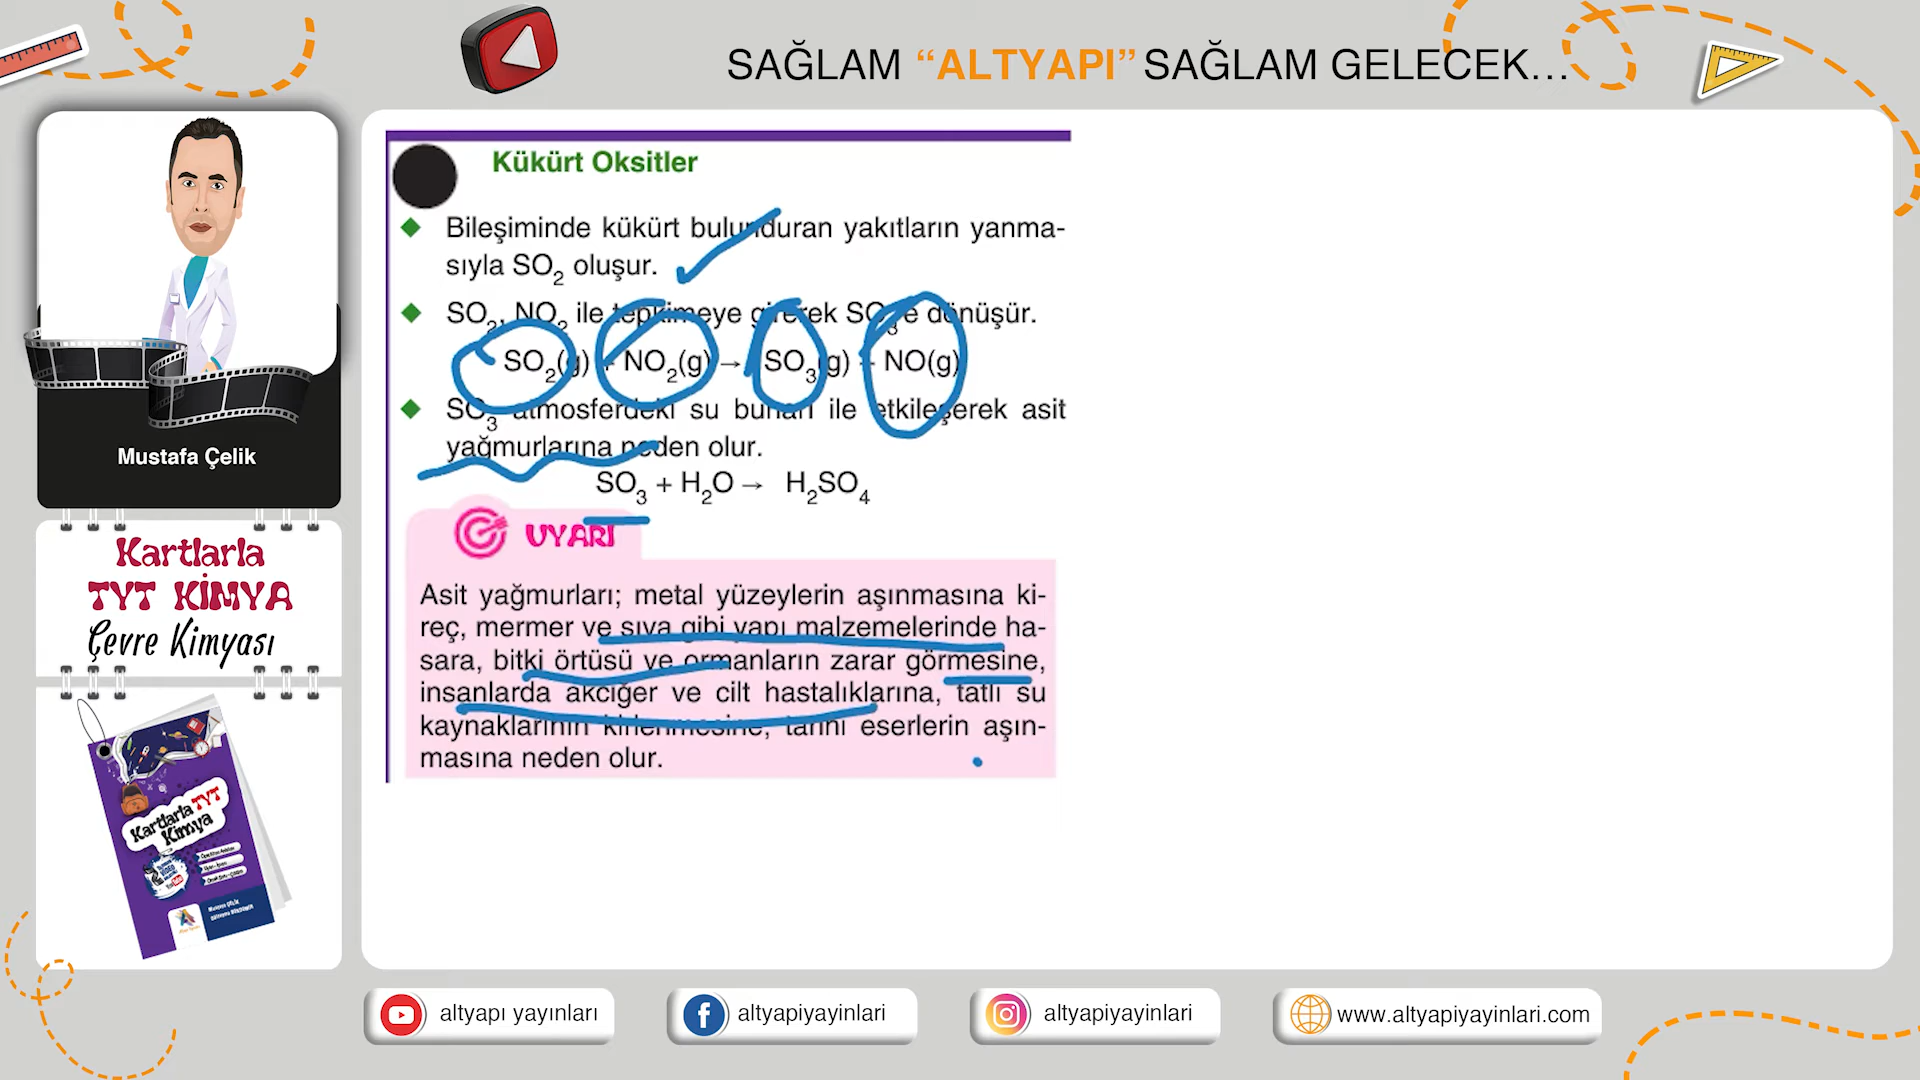 SAĞLAM “ALTYAPI” SAĞLAM GELECEK...
Kükürt Oksitler
Bileşiminde kükürt bulunduran yakıtların yanma-
sıyla SO2 oluşur.
SO2, NO2 ile tepkimeye girerek SO3'e dönüşür.
SO2(g) + NO2(g) → SO3(g) + NO(g)
SO3 atmosferdeki su buharı ile etkileşerek asit
yağmurlarına neden olur.
SO3 + H2O → H2SO4
UYARI
Asit yağmurları; metal yüzeylerin aşınmasına ki-
reç, mermer ve sıva gibi yapı malzemelerinde ha-
sara, bitki örtüsü ve ormanların zarar görmesine,
insanlarda akciğer ve cilt hastalıklarına, tatlı su
kaynaklarının kirlenmesine, tarihi eserlerin aşın-
masına neden olur.
Mustafa Çelik
Kartlarla
TYT KİMYA
Çevre Kimyası
Kartlarla TYT
Kimya
altyapı yayınları
altyapiyayinlari
altyapiyayinlari
www.altyapiyayinlari.com